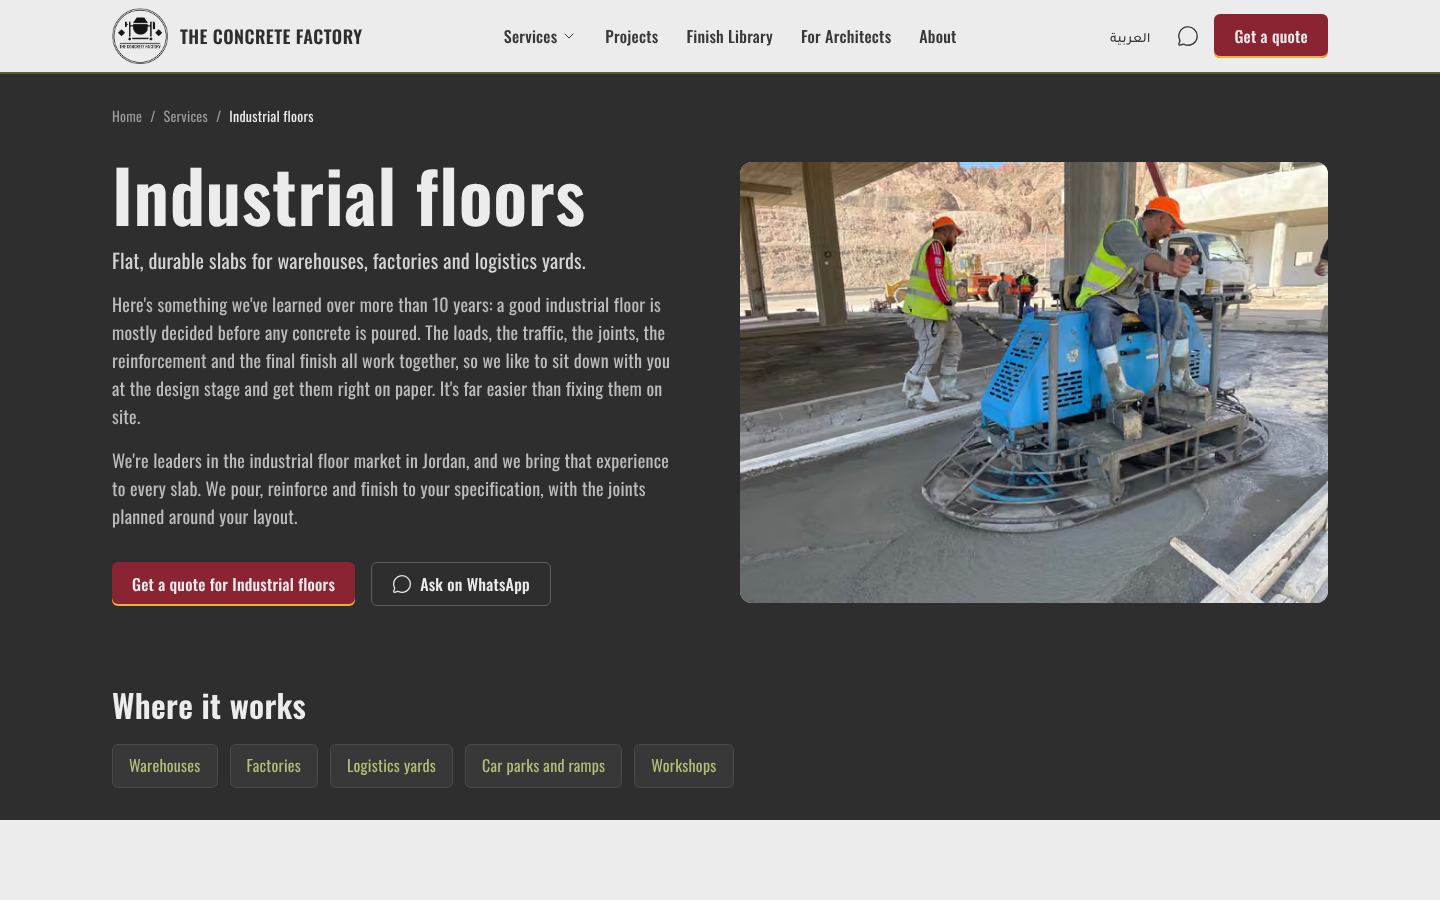 THE CONCRETE FACTORY
THE CONCRETE FACTORY
Services
Projects
Finish Library
For Architects
About
العربية
Get a quote
Home / Services / Industrial floors
Industrial floors
Flat, durable slabs for warehouses, factories and logistics yards.
Here's something we've learned over more than 10 years: a good industrial floor is
mostly decided before any concrete is poured. The loads, the traffic, the joints, the
reinforcement and the final finish all work together, so we like to sit down with you
at the design stage and get them right on paper. It's far easier than fixing them on
site.
We're leaders in the industrial floor market in Jordan, and we bring that experience
to every slab. We pour, reinforce and finish to your specification, with the joints
planned around your layout.
Get a quote for Industrial floors
Ask on WhatsApp
Where it works
Warehouses
Factories
Logistics yards
Car parks and ramps
Workshops